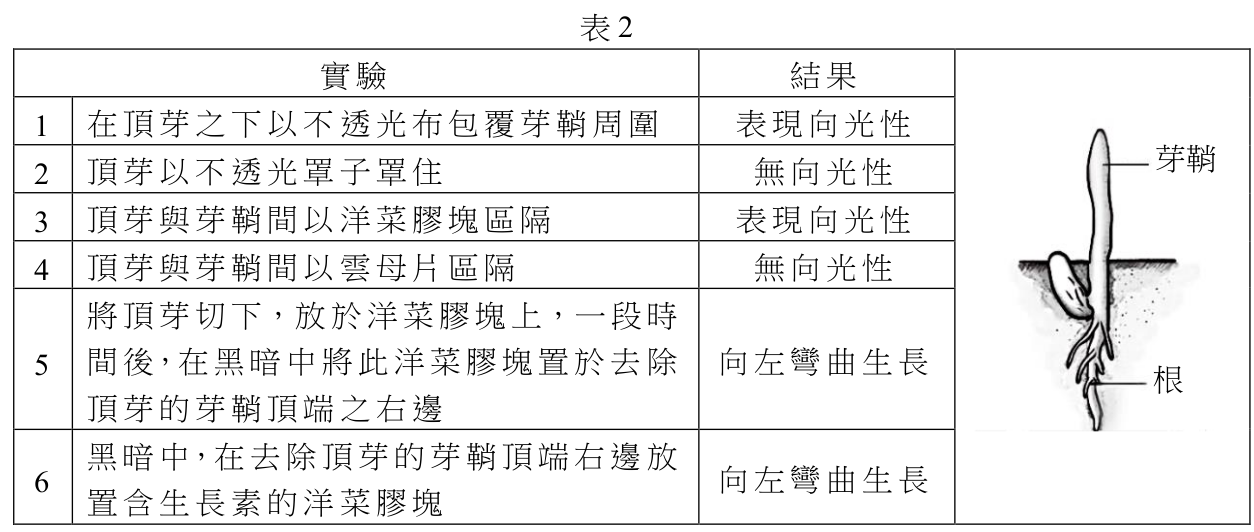 表2
實驗 結果
1 在頂芽之下以不透光布包覆芽鞘周圍 表現向光性
2 頂芽以不透光罩子罩住 無向光性
3 頂芽與芽鞘間以洋菜膠塊區隔 表現向光性
4 頂芽與芽鞘間以雲母片區隔 無向光性
5 將頂芽切下，放於洋菜膠塊上，一段時
間後，在黑暗中將此洋菜膠塊置於去除
頂芽的芽鞘頂端之右邊
向左彎曲生長
6 黑暗中，在去除頂芽的芽鞘頂端右邊放
置含生長素的洋菜膠塊
向左彎曲生長
芽鞘
根